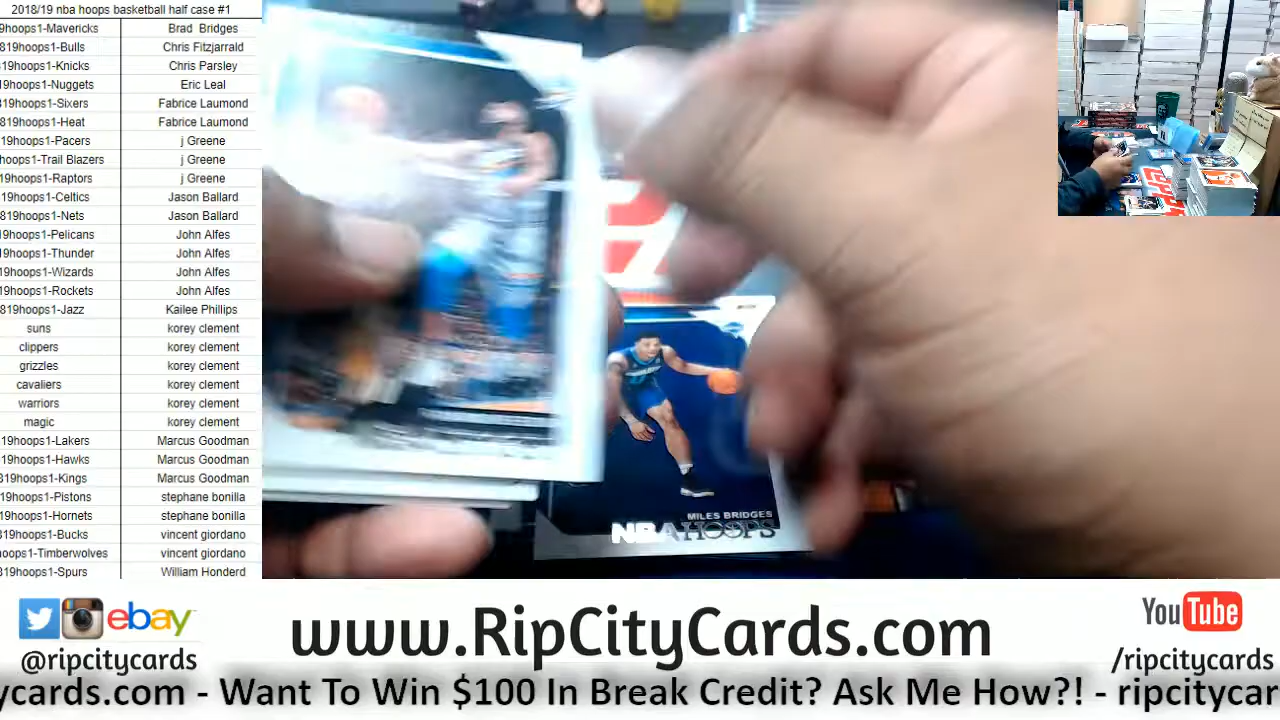 2018/19 nba hoops basketball half case #1
9hoops1-Mavericks Brad Bridges
819hoops1-Bulls Chris Fitzjarrald
19hoops1-Knicks Chris Parsley
9hoops1-Nuggets Eric Leal
319hoops1-Sixers Fabrice Laumond
819hoops1-Heat Fabrice Laumond
19hoops1-Pacers j Greene
hoops1-Trail Blazers j Greene
19hoops1-Raptors j Greene
19hoops1-Celtics Jason Ballard
819hoops1-Nets Jason Ballard
19hoops1-Pelicans John Alfes
19hoops1-Thunder John Alfes
19hoops1-Wizards John Alfes
19hoops1-Rockets John Alfes
819hoops1-Jazz Kailee Phillips
suns korey clement
clippers korey clement
grizzles korey clement
cavaliers korey clement
warriors korey clement
magic korey clement
19hoops1-Lakers Marcus Goodman
19hoops1-Hawks Marcus Goodman
819hoops1-Kings Marcus Goodman
19hoops1-Pistons stephane bonilla
19hoops1-Hornets stephane bonilla
819hoops1-Bucks vincent giordano
hoops1-Timberwolves vincent giordano
819hoops1-Spurs William Honderd
MILES BRIDGES
NBA HOOPS
ebay
@ripcitycards
www.RipCityCards.com
YouTube
/ripcitycards
ycards.com - Want To Win $100 In Break Credit? Ask Me How?! - ripcitycar